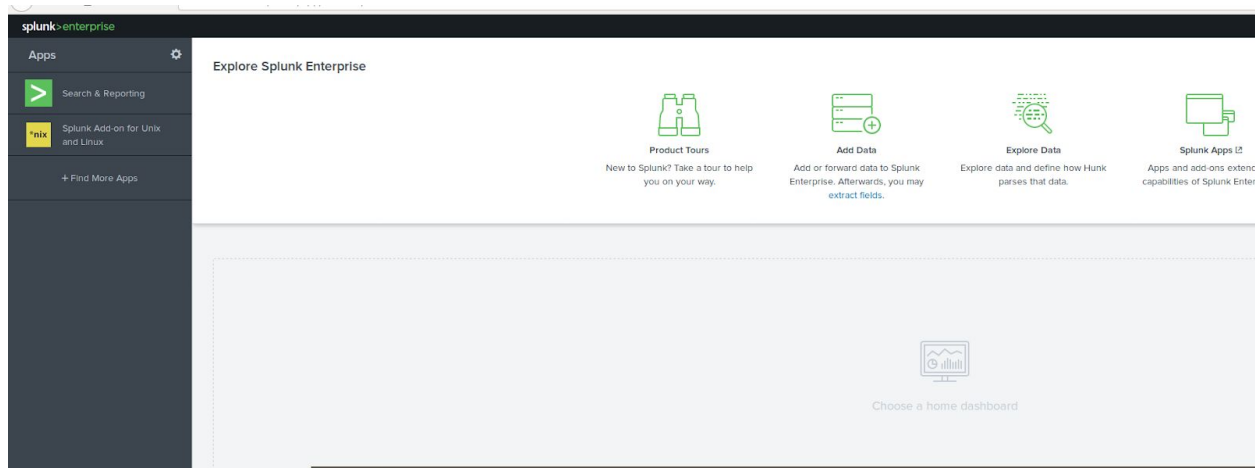 splunk>enterprise
Apps
Search & Reporting
*nix
Splunk Add-on for Unix
and Linux
+ Find More Apps
Explore Splunk Enterprise
Product Tours
New to Splunk? Take a tour to help
you on your way.
Add Data
Add or forward data to Splunk
Enterprise. Afterwards, you may
extract fields.
Explore Data
Explore data and define how Hunk
parses that data.
Splunk Apps
Apps and add-ons extend
capabilities of Splunk Enter
Choose a home dashboard